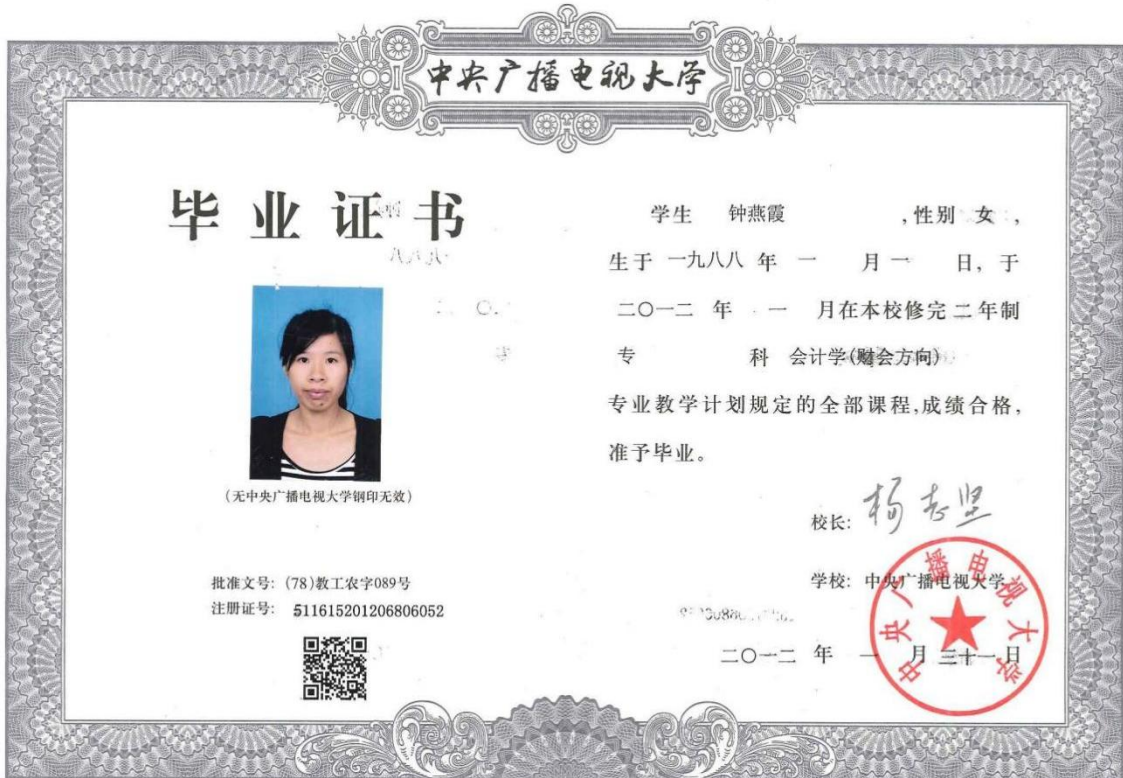 中央广播电视大学
毕业证书
学生 钟燕霞 ,性别 女 ,
生于 一九八八 年 一 月 一 日, 于
二〇一二 年 一 月在本校修完 二 年制
专 科 会计学(财会方向)
专业教学计划规定的全部课程,成绩合格,
准予毕业。
(无中央广播电视大学钢印无效)
校长: 杨志坚
批准文号: (78)教工农字089号
注册证号: 511615201206806052
学校: 中央广播电视大学
二〇一二 年 一 月 三十一 日
中央广播电视大学